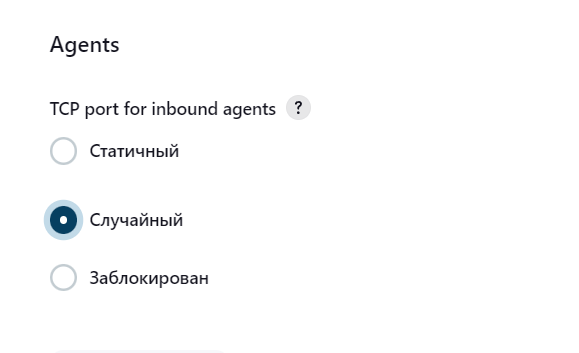 Agents
TCP port for inbound agents ?
Статичный
Случайный
Заблокирован